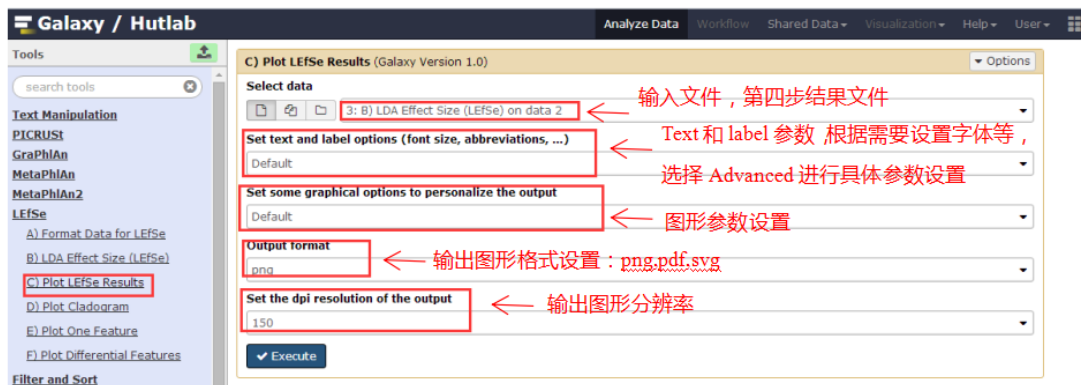 Galaxy / Hutlab
Analyze Data Workflow Shared Data Visualization Help User
Tools
search tools
Text Manipulation
PICRUSt
GraPhlAn
MetaPhlAn
MetaPhlAn2
LEfSe
A) Format Data for LEfSe
B) LDA Effect Size (LEfSe)
C) Plot LEfSe Results
D) Plot Cladogram
E) Plot One Feature
F) Plot Differential Features
Filter and Sort
C) Plot LEfSe Results (Galaxy Version 1.0)
Options
Select data
3: B) LDA Effect Size (LEfSe) on data 2
输入文件，第四步结果文件
Set text and label options (font size, abbreviations, ...)
Default
Text 和 label 参数，根据需要设置字体等，
选择 Advanced 进行具体参数设置
Set some graphical options to personalize the output
Default
图形参数设置
Output format
png
输出图形格式设置：png.pdf.svg
Set the dpi resolution of the output
150
输出图形分辨率
Execute